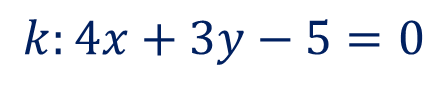 k: 4x + 3y − 5 = 0